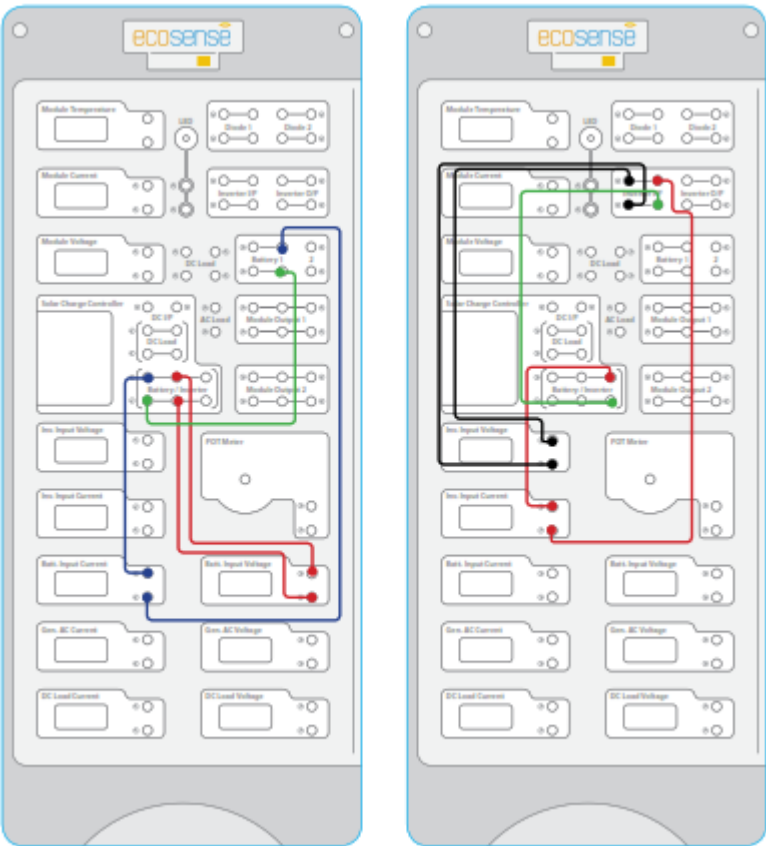 ecosense
Module Temperature
LED
Diode 1
Diode 2
Module Current
Inverter I/P
Inverter O/P
Module Voltage
DC Load
Battery 1
2
Solar Charge Controller
DC I/P
AC Load
Module Output 1
DC Load
Battery / Inverter
Module Output 2
Inv. Input Voltage
POT Meter
Inv. Input Current
Batt. Input Current
Batt. Input Voltage
Gen. AC Current
Gen. AC Voltage
DC Load Current
DC Load Voltage
ecosense
Module Temperature
LED
Diode 1
Diode 2
Module Current
Inverter O/P
Module Voltage
DC Load
Battery 1
2
Solar Charge Controller
DC I/P
AC Load
Module Output 1
DC Load
Battery / Inverter
Module Output 2
Inv. Input Voltage
POT Meter
Inv. Input Current
Batt. Input Current
Batt. Input Voltage
Gen. AC Current
Gen. AC Voltage
DC Load Current
DC Load Voltage